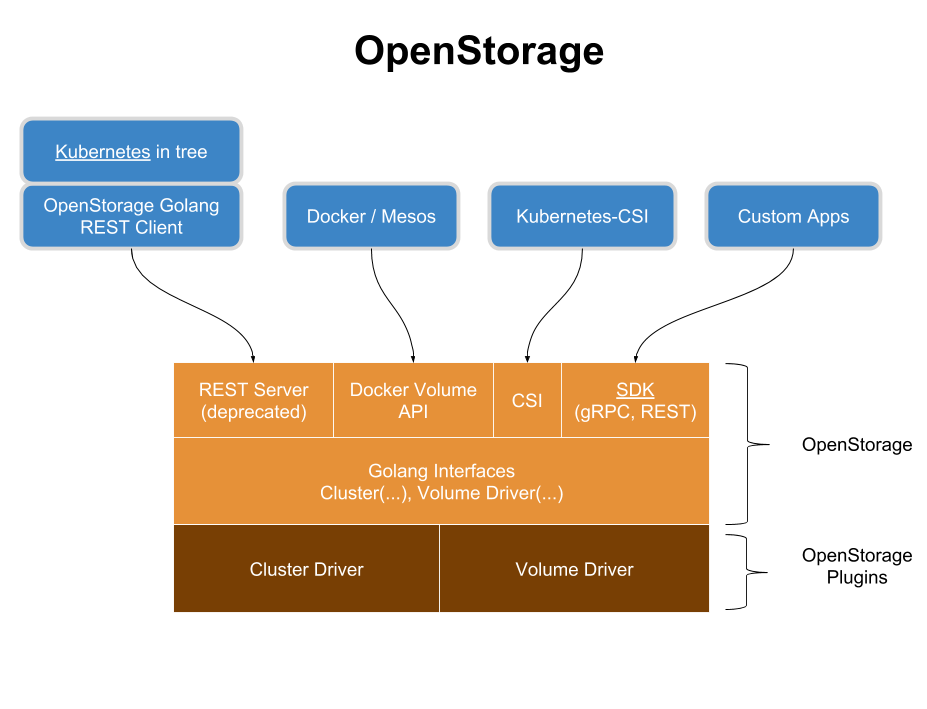 OpenStorage
Kubernetes in tree
OpenStorage Golang
REST Client
Docker / Mesos
Kubernetes-CSI
Custom Apps
REST Server
(deprecated)
Docker Volume
API
CSI
SDK
(gRPC, REST)
Golang Interfaces
Cluster(...), Volume Driver(...)
OpenStorage
Cluster Driver
Volume Driver
OpenStorage
Plugins